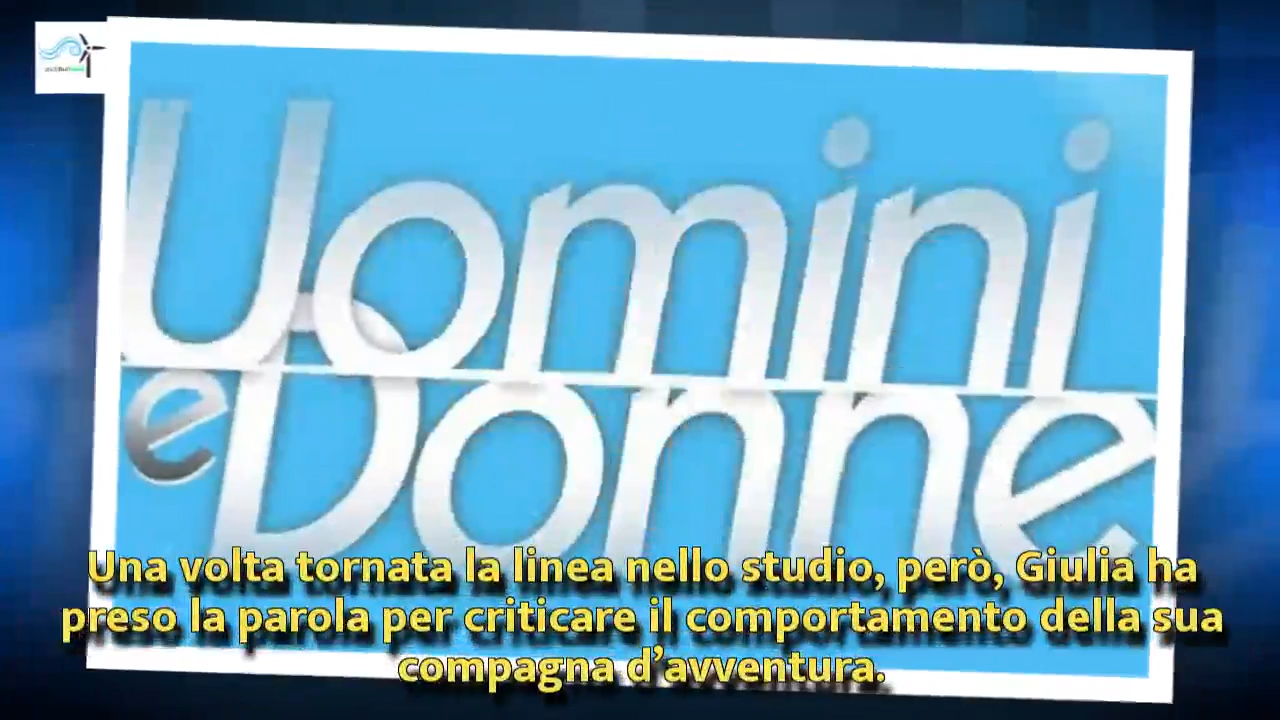 Uomini
e Donne
Una volta tornata la linea nello studio, però, Giulia ha
preso la parola per criticare il comportamento della sua
compagna d’avventura.